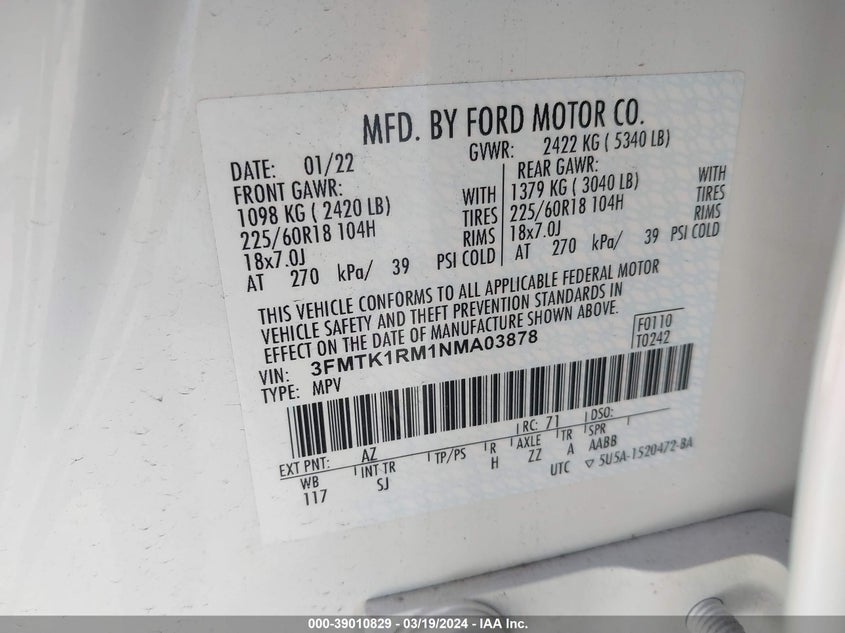 MFD. BY FORD MOTOR CO.
DATE: 01/22 GVWR: 2422 KG ( 5340 LB)
FRONT GAWR: REAR GAWR:
1098 KG ( 2420 LB) WITH 1379 KG ( 3040 LB) WITH
225/60R18 104H TIRES 225/60R18 104H TIRES
18x7.0J RIMS 18x7.0J RIMS
AT 270 kPa/ 39 PSI COLD AT 270 kPa/ 39 PSI COLD
THIS VEHICLE CONFORMS TO ALL APPLICABLE FEDERAL MOTOR
VEHICLE SAFETY AND THEFT PREVENTION STANDARDS IN
EFFECT ON THE DATE OF MANUFACTURE SHOWN ABOVE.
VIN: 3FMTK1RM1NMA03878
TYPE: MPV
F0110
T0242
EXT PNT: AZ RC: 71 DSO:
WB INT TR TP/PS R AXLE TR SPR
117 SJ H ZZ A AABB
UTC ▽ 5U5A-1520472-BA
000-39010829 - 03/19/2024 - IAA Inc.